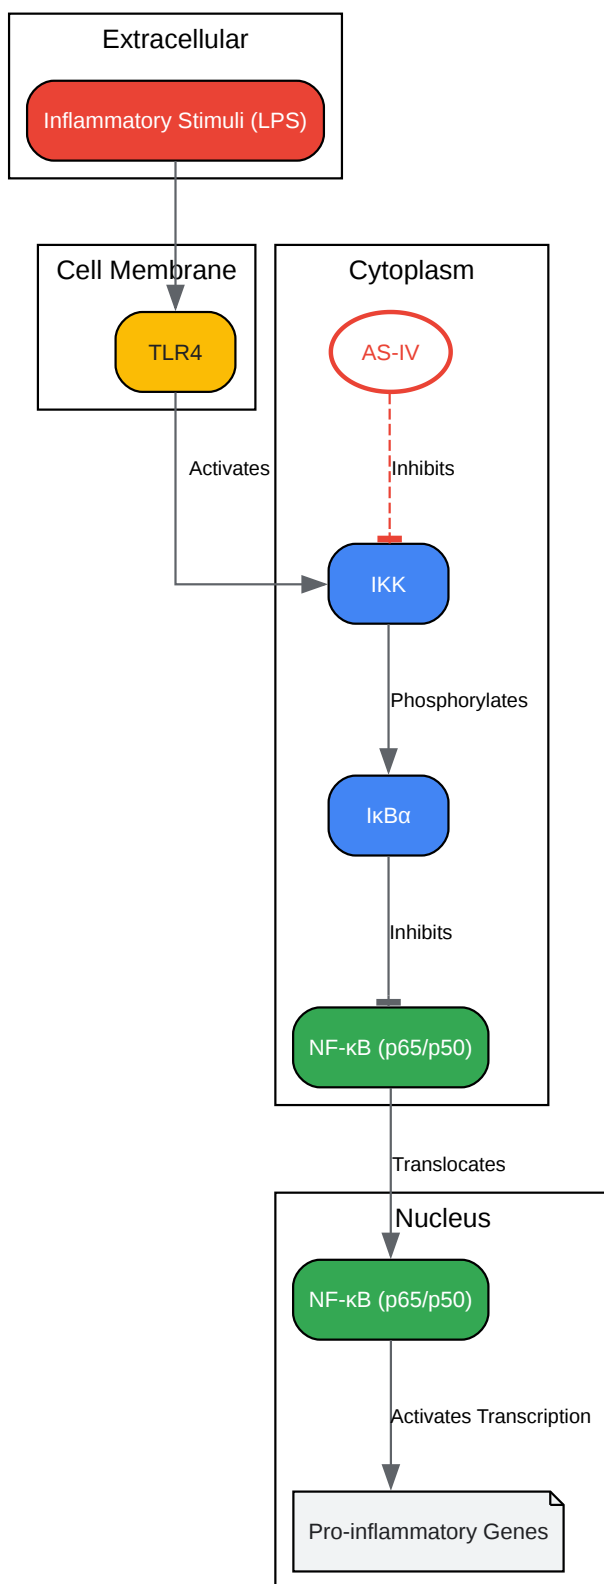 Extracellular
Inflammatory Stimuli (LPS)
Cell Membrane
TLR4
Activates
Cytoplasm
AS-IV
Inhibits
IKK
Phosphorylates
IκBα
Inhibits
NF-κB (p65/p50)
Translocates
Nucleus
NF-κB (p65/p50)
Activates Transcription
Pro-inflammatory Genes